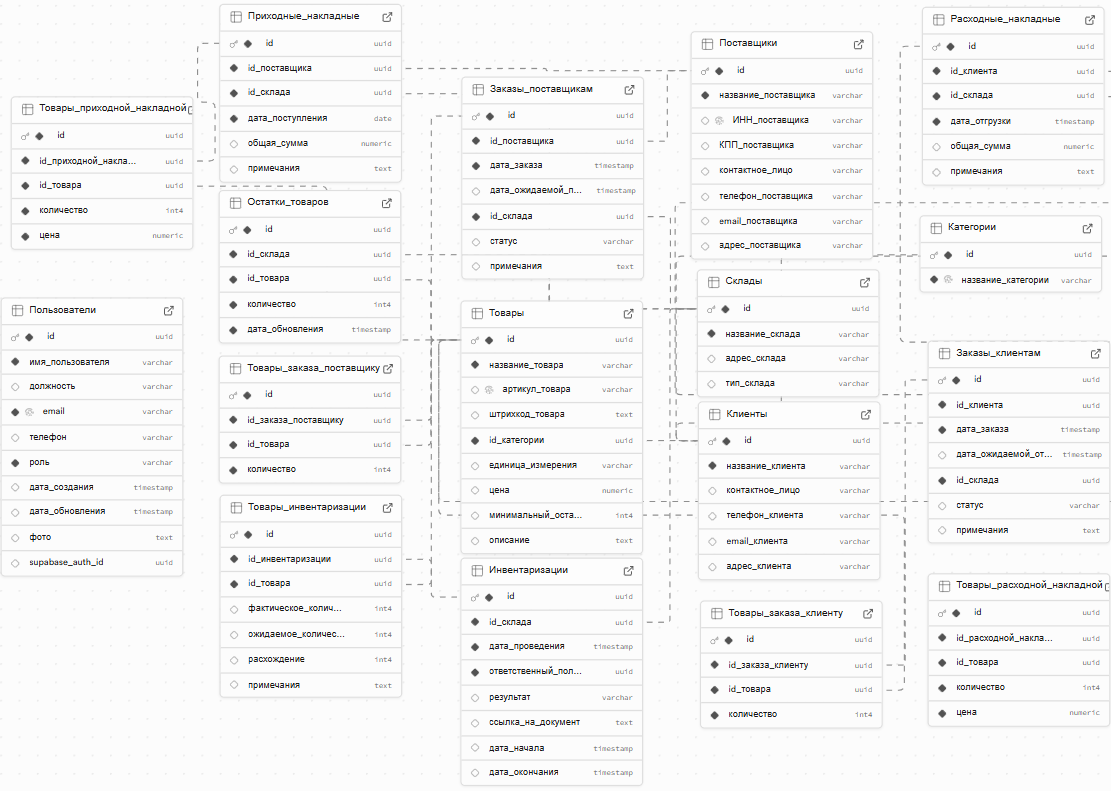 Приходные_накладные
id uuid
id_поставщика uuid
id_склада uuid
дата_поступления date
общая_сумма numeric
примечания text
Товары_приходной_накладной
id uuid
id_приходной_накла... uuid
id_товара uuid
количество int4
цена numeric
Остатки_товаров
id uuid
id_склада uuid
id_товара uuid
количество int4
дата_обновления timestamp
Пользователи
id uuid
имя_пользователя varchar
должность varchar
email varchar
телефон varchar
роль varchar
дата_создания timestamp
дата_обновления timestamp
фото text
supabase_auth_id uuid
Товары_заказа_поставщику
id uuid
id_заказа_поставщику uuid
id_товара uuid
количество int4
Товары_инвентаризации
id uuid
id_инвентаризации uuid
id_товара uuid
фактическое_колич... int4
ожидаемое_количес... int4
расхождение int4
примечания text
Заказы_поставщикам
id uuid
id_поставщика uuid
дата_заказа timestamp
дата_ожидаемой_п... timestamp
id_склада uuid
статус varchar
примечания text
Товары
id uuid
название_товара varchar
артикул_товара varchar
штрихкод_товара text
id_категории uuid
единица_измерения varchar
цена numeric
минимальный_оста... int4
описание text
Инвентаризации
id uuid
id_склада uuid
дата_проведения timestamp
ответственный_пол... uuid
результат varchar
ссылка_на_документ text
дата_начала timestamp
дата_окончания timestamp
Поставщики
id uuid
название_поставщика varchar
ИНН_поставщика varchar
КПП_поставщика varchar
контактное_лицо varchar
телефон_поставщика varchar
email_поставщика varchar
адрес_поставщика varchar
Склады
id uuid
название_склада varchar
адрес_склада varchar
тип_склада varchar
Клиенты
id uuid
название_клиента varchar
контактное_лицо varchar
телефон_клиента varchar
email_клиента varchar
адрес_клиента varchar
Товары_заказа_клиенту
id uuid
id_заказа_клиенту uuid
id_товара uuid
количество int4
Расходные_накладные
id uuid
id_клиента uuid
id_склада uuid
дата_отгрузки timestamp
общая_сумма numeric
примечания text
Категории
id uuid
название_категории varchar
Заказы_клиентам
id uuid
id_клиента uuid
дата_заказа timestamp
дата_ожидаемой_от... timestamp
id_склада uuid
статус varchar
примечания text
Товары_расходной_накладной
id uuid
id_расходной_накла... uuid
id_товара uuid
количество int4
цена numeric